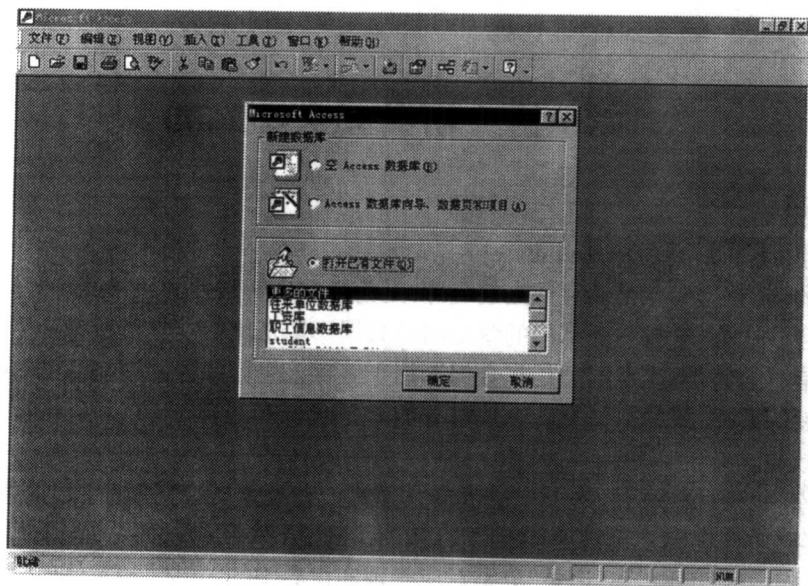 Microsoft Access
文件(F) 编辑(E) 视图(V) 插入(I) 工具(T) 窗口(W) 帮助(H)
Microsoft Access
新建数据库
空 Access 数据库(B)
Access 数据库向导、数据页和项目(A)
打开已有文件(O)
更多的文件
往来单位数据库
工资库
职工信息数据库
student
确定 取消
就绪
NUM